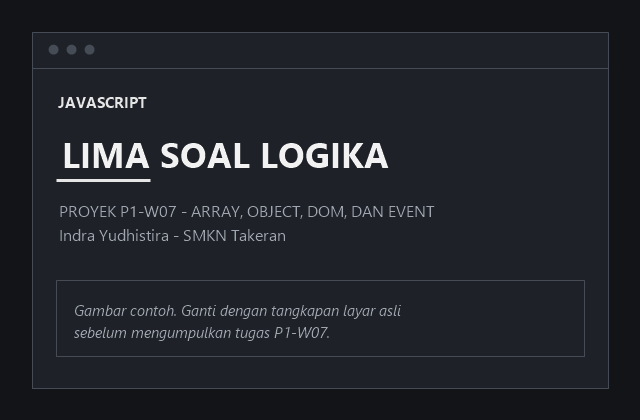 JAVASCRIPT
LIMA SOAL LOGIKA
PROYEK P1-W07 - ARRAY, OBJECT, DOM, DAN EVENT
Indra Yudhistira - SMKN Takeran
Gambar contoh. Ganti dengan tangkapan layar asli
sebelum mengumpulkan tugas P1-W07.